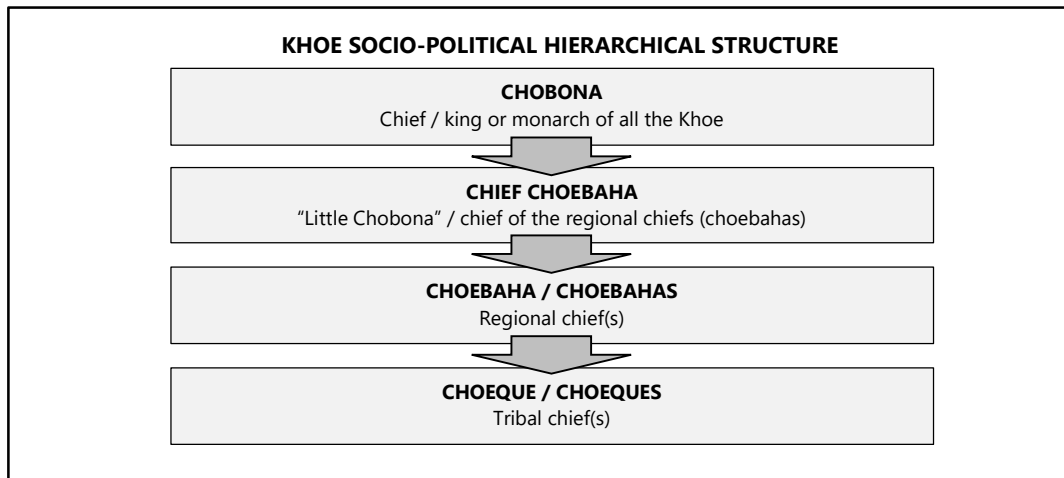 KHOE SOCIO-POLITICAL HIERARCHICAL STRUCTURE
CHOBONA
Chief / king or monarch of all the Khoe
CHIEF CHOEBAHA
“Little Chobona” / chief of the regional chiefs (choebahas)
CHOEBAHA / CHOEBAHAS
Regional chief(s)
CHOEQUE / CHOEQUES
Tribal chief(s)